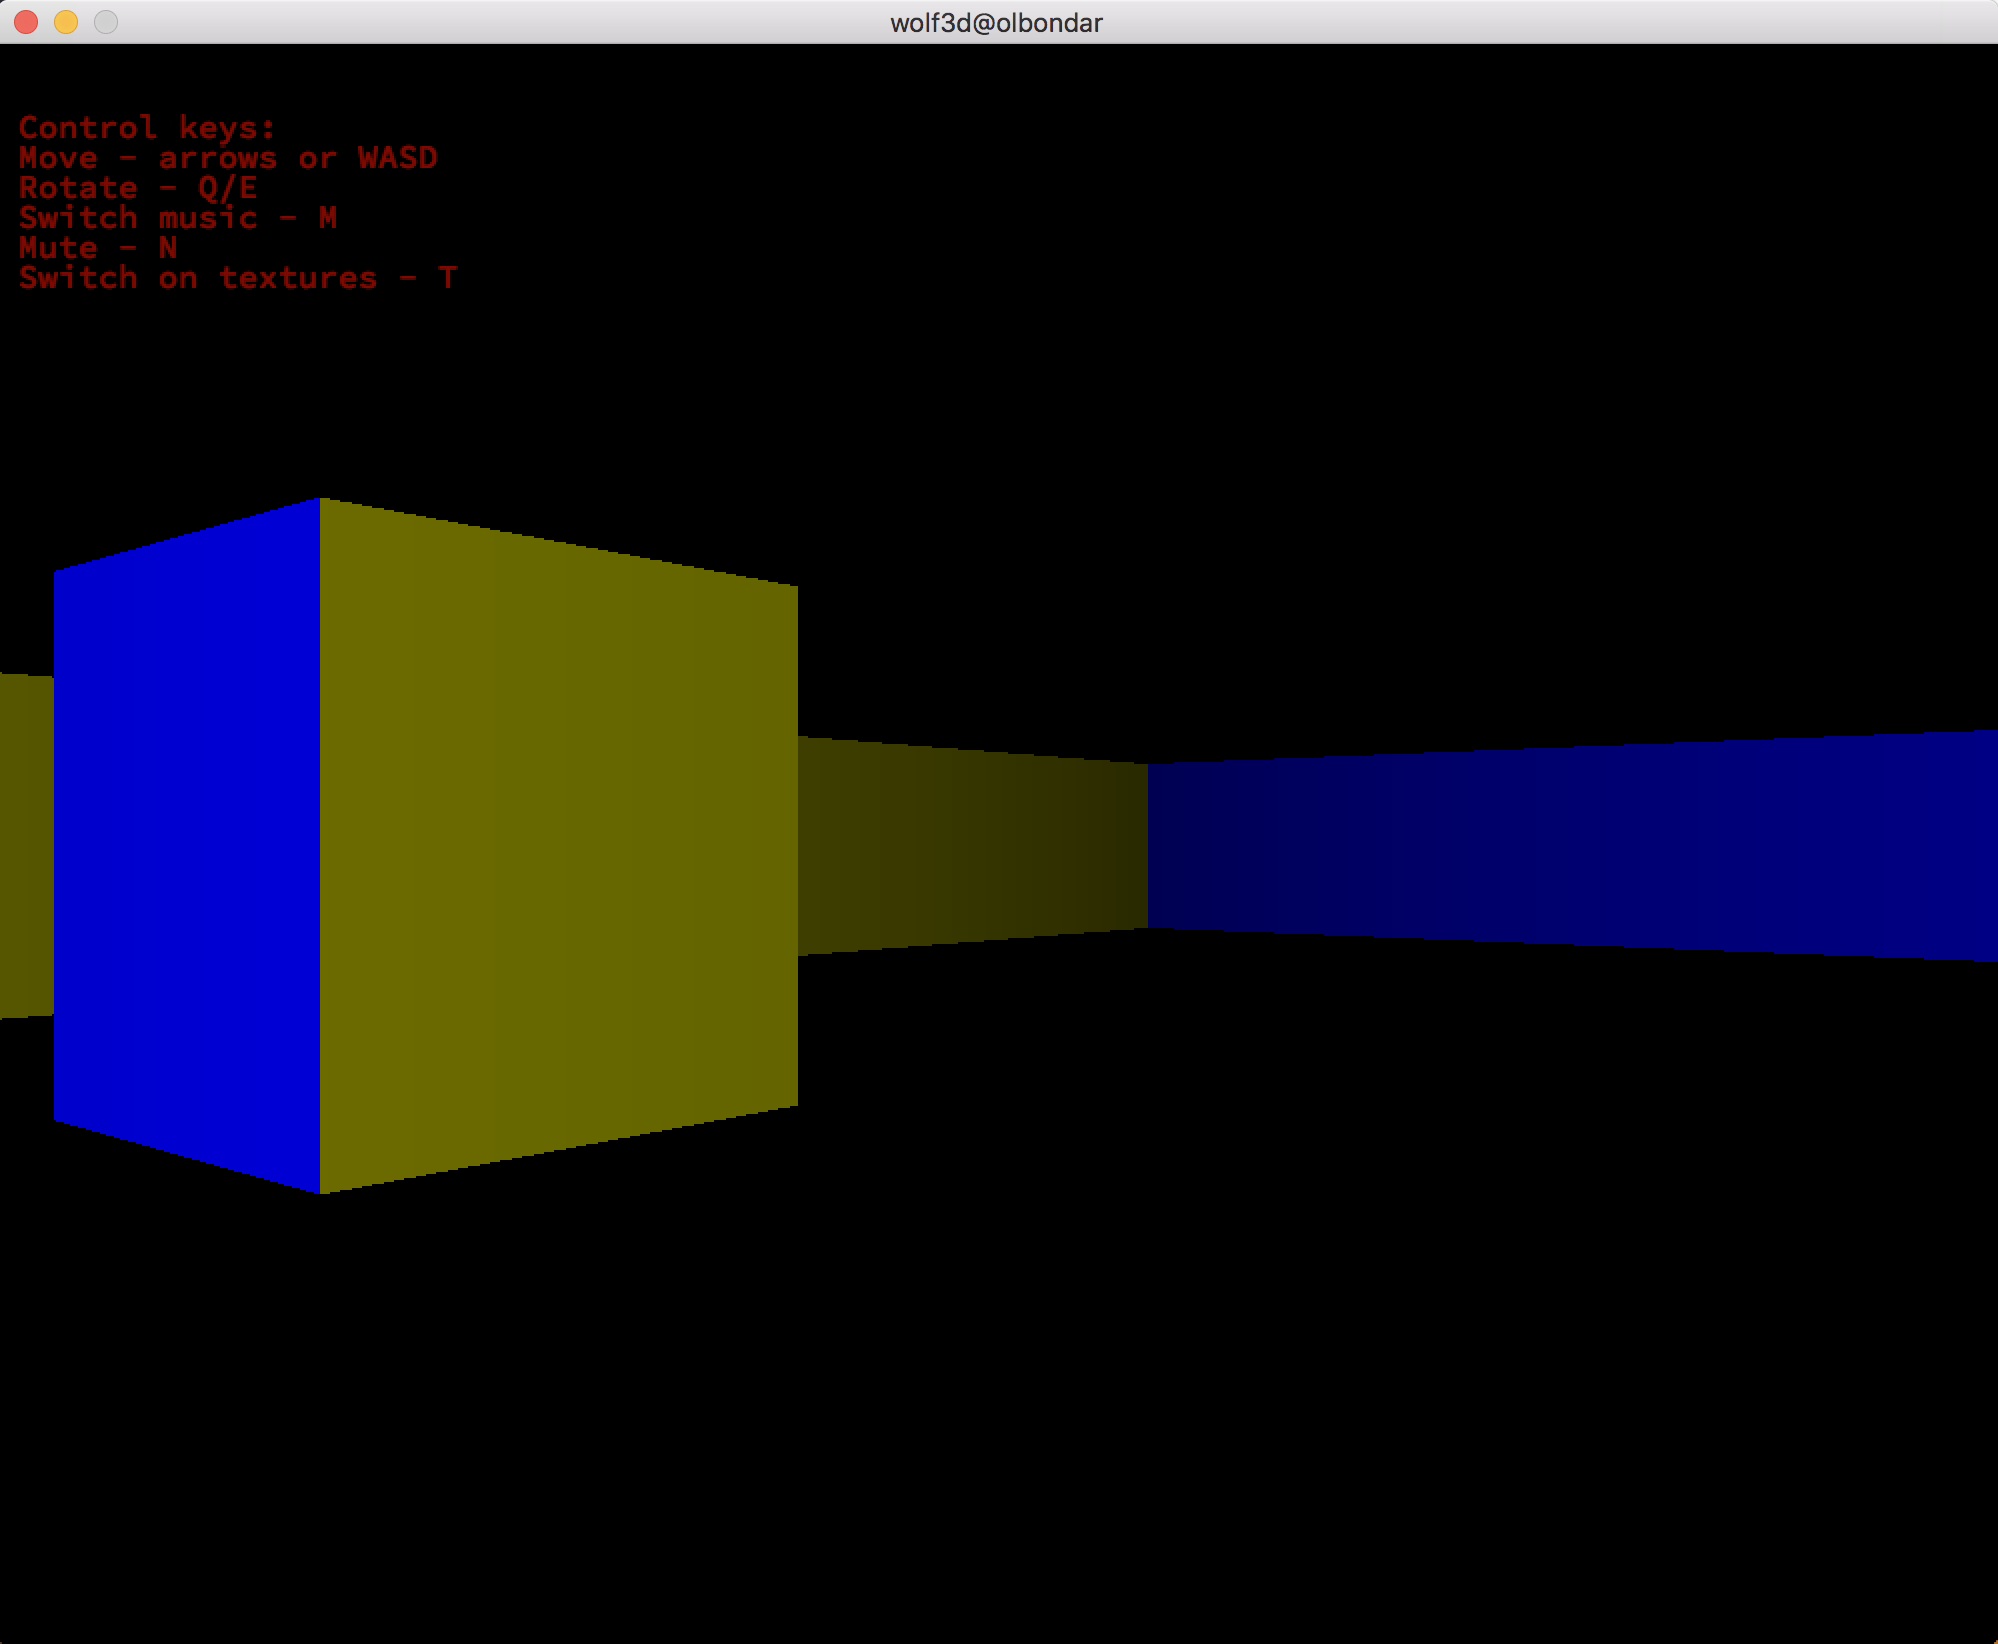 wolf3d@olbondar
Control keys:
Move - arrows or WASD
Rotate - Q/E
Switch music - M
Mute - N
Switch on textures - T